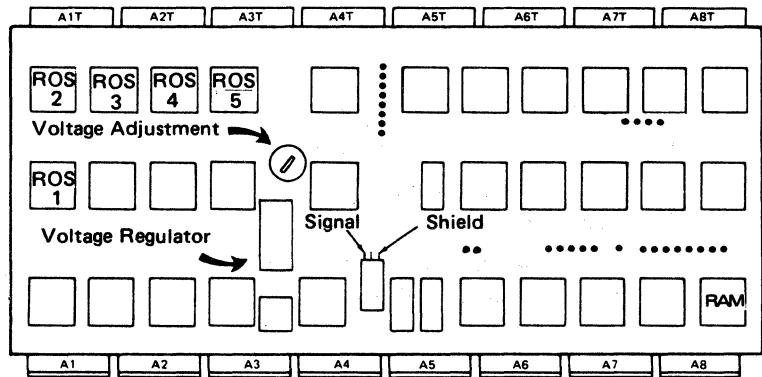 A1T A2T A3T A4T A5T A6T A7T A8T
ROS 2 ROS 3 ROS 4 ROS 5
Voltage Adjustment
ROS 1
Signal Shield
Voltage Regulator
RAM
A1 A2 A3 A4 A5 A6 A7 A8